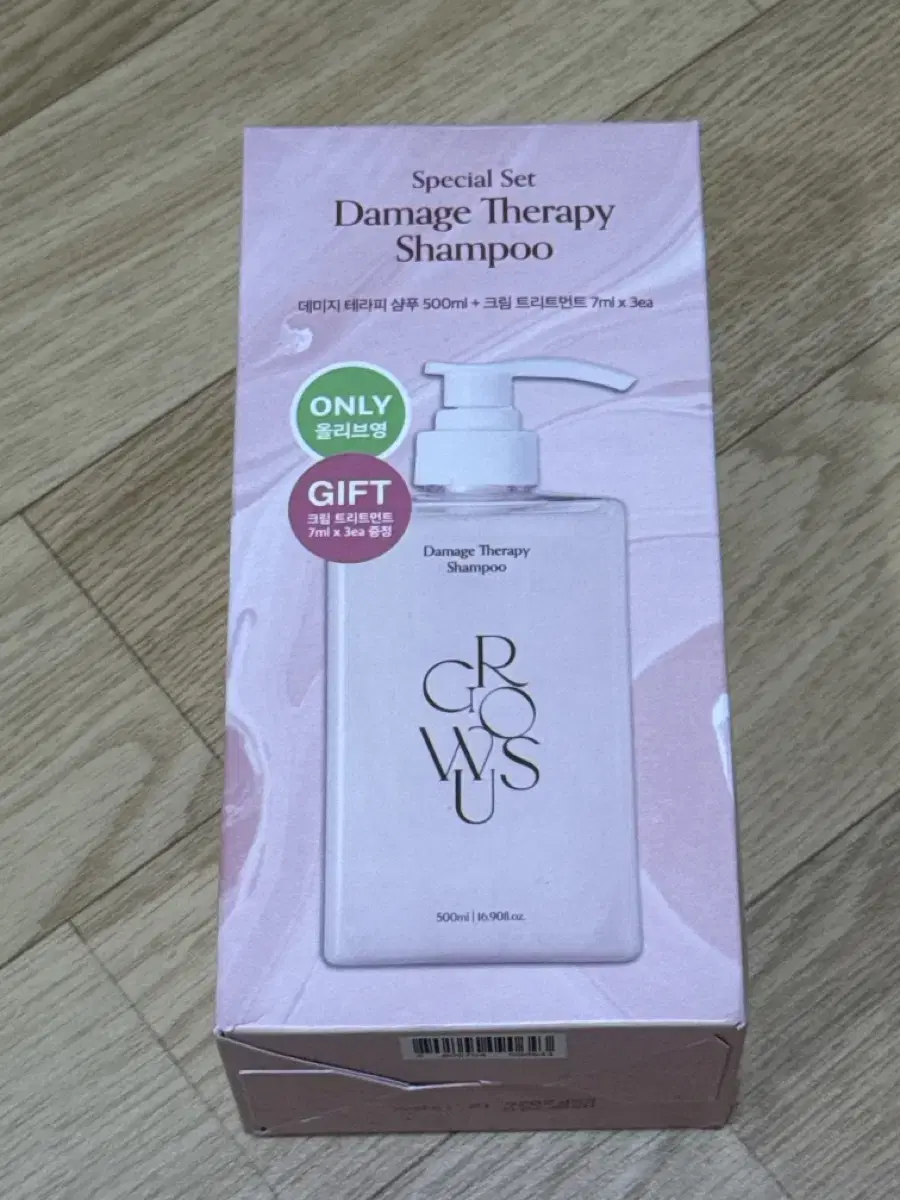 Special Set
Damage Therapy
Shampoo
데미지 테라피 샴푸 500ml + 크림 트리트먼트 7ml x 3ea
ONLY
올리브영
GIFT
크림 트리트먼트
7ml x 3ea 증정
Damage Therapy
Shampoo
GROWUS
500ml | 16.90fl.oz.